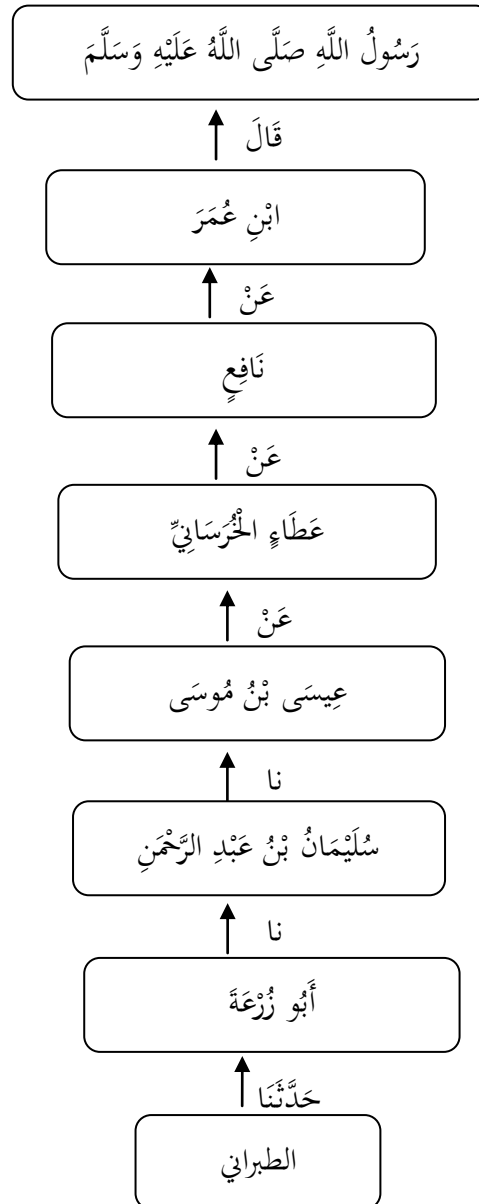 رَسُولُ اللَّهِ صَلَّى اللَّهُ عَلَيْهِ وَسَلَّمَ
قَالَ
ابْنِ عُمَرَ
عَنْ
نَافِعٍ
عَنْ
عَطَاءٍ الْخُرَسَانِيِّ
عَنْ
عِيسَى بْنُ مُوسَى
نا
سُلَيْمَانُ بْنُ عَبْدِ الرَّحْمَنِ
نا
أَبُو زُرْعَةَ
حَدَّثَنَا
الطبراني